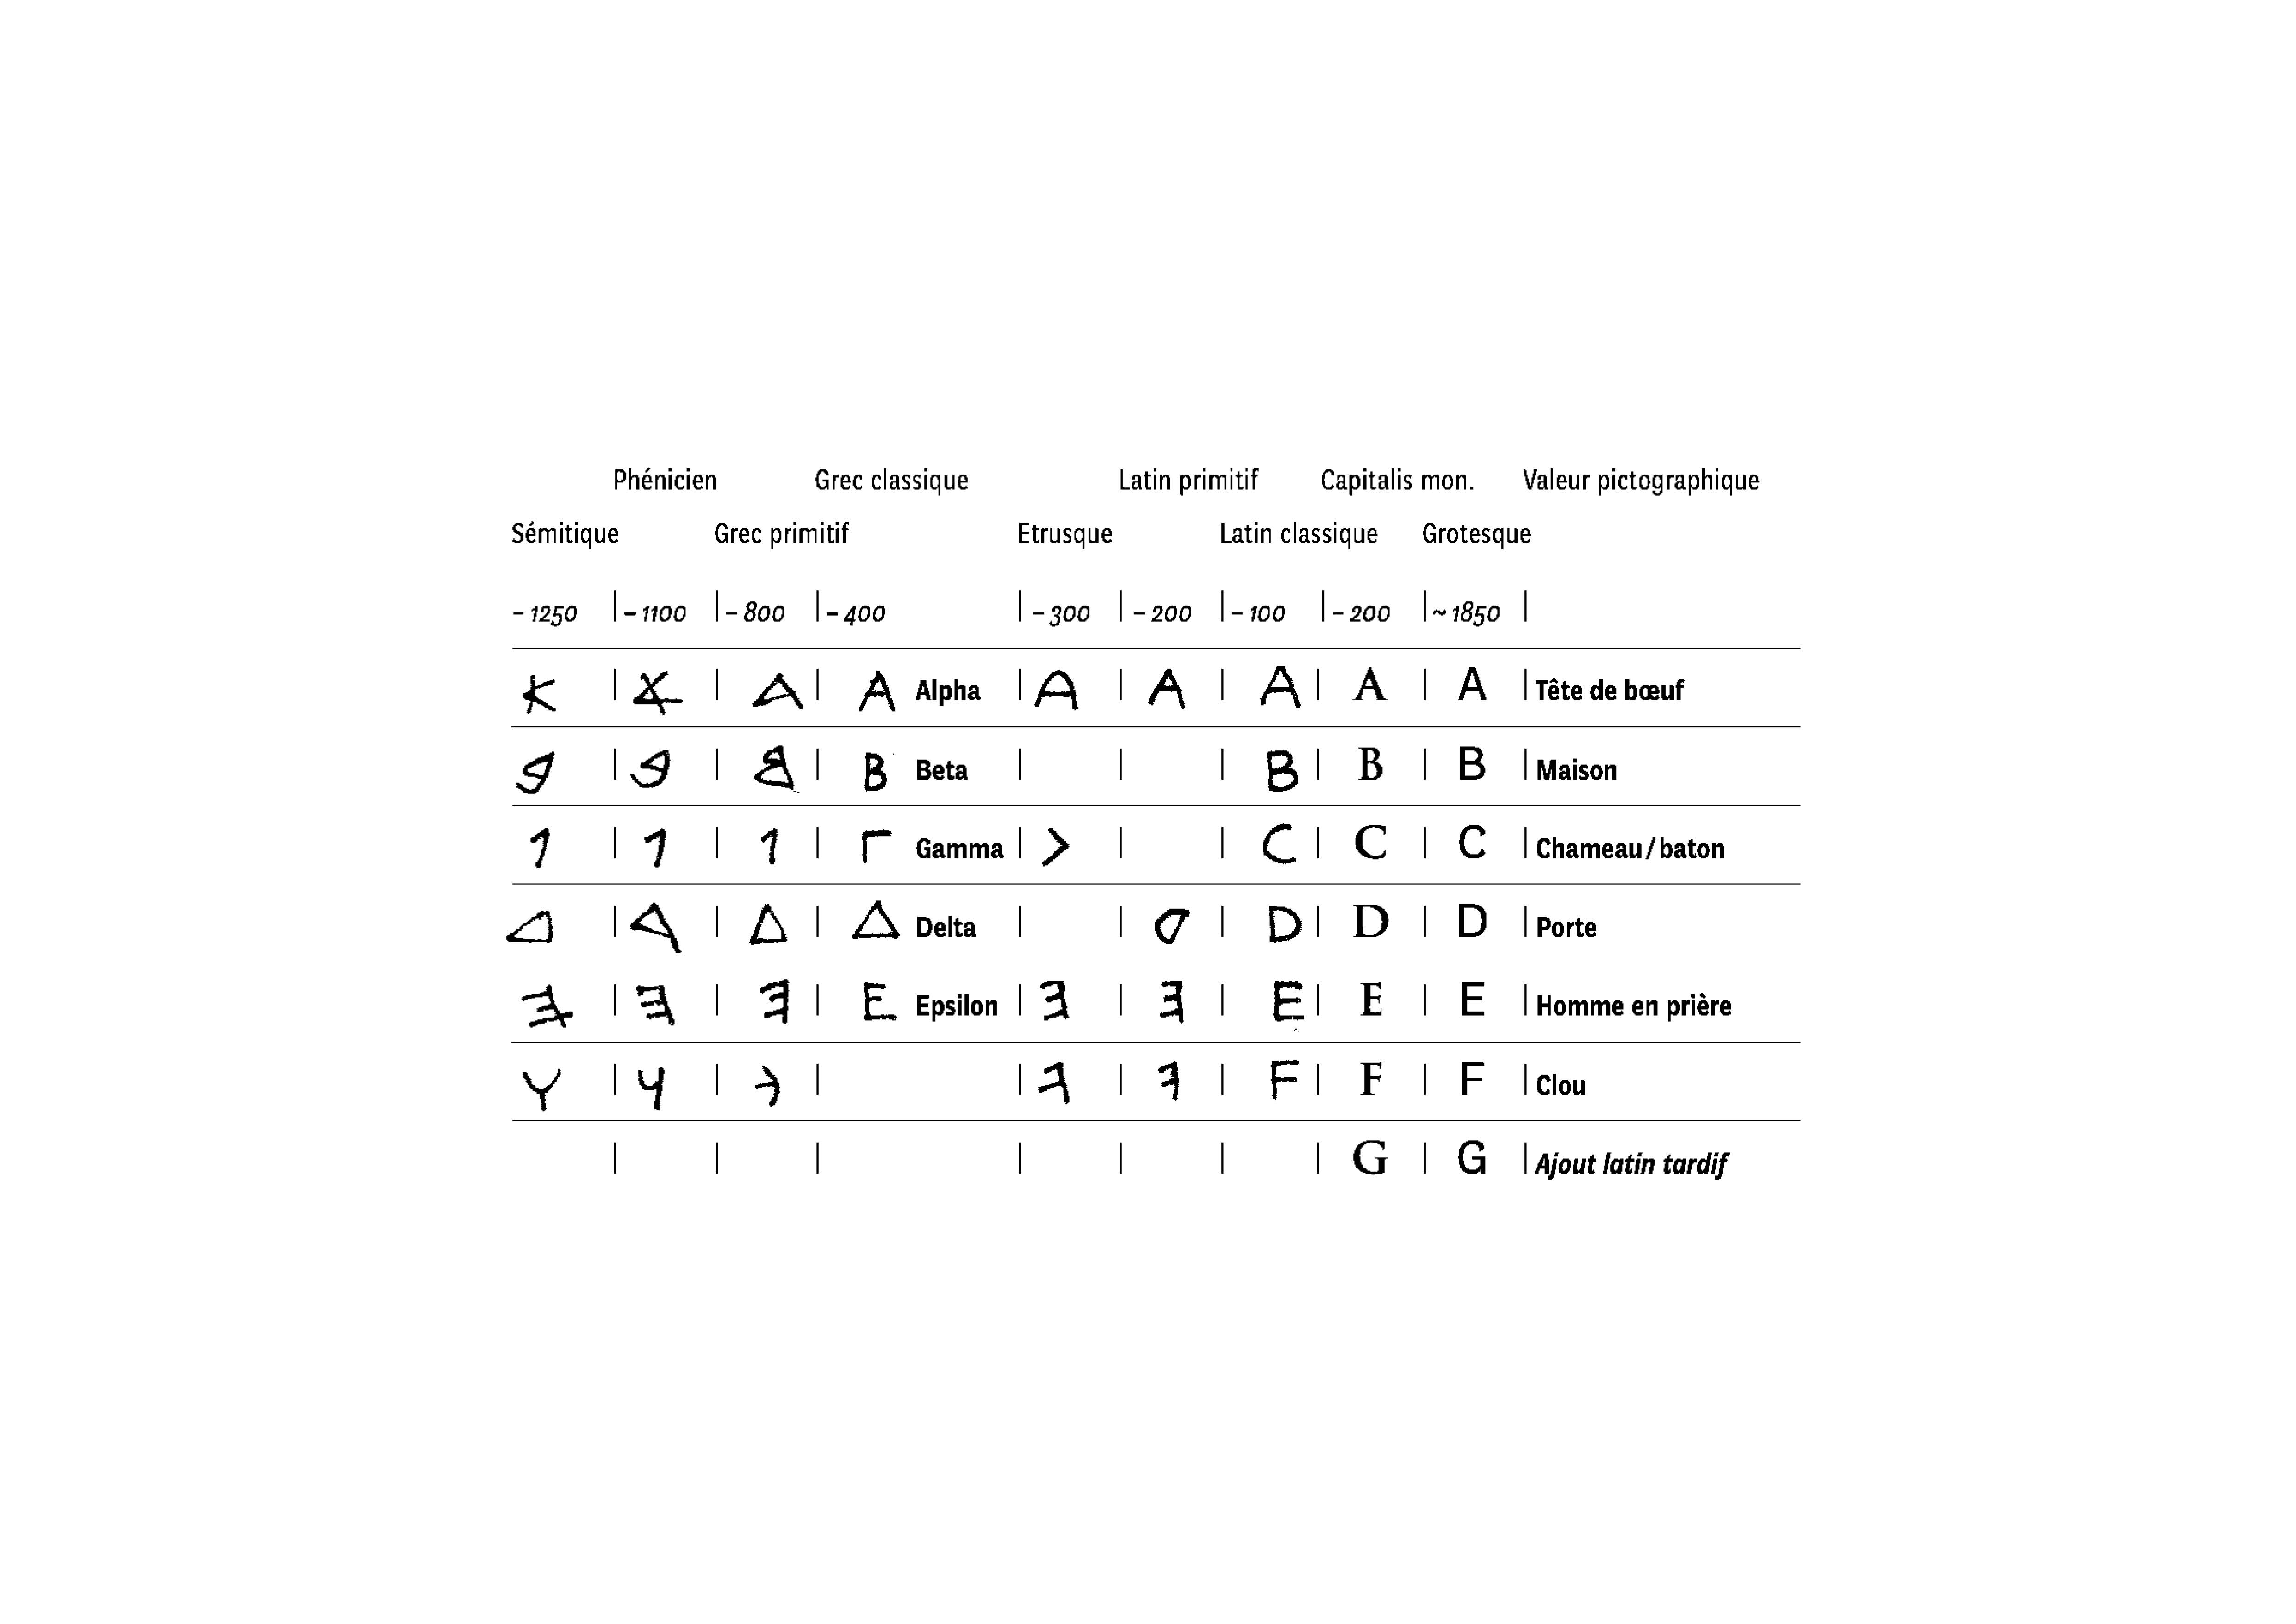 Phénicien Grec classique Latin primitif Capitalis mon. Valeur pictographique
Sémitique Grec primitif Etrusque Latin classique Grotesque
– 1250 | – 1100 | – 800 | – 400 | – 300 | – 200 | – 100 | – 200 | ~ 1850 |
A Alpha A A A A A Tête de bœuf
B Beta B B B Maison
Γ Gamma C C C Chameau / baton
Δ Δ Delta D D D Porte
E Epsilon E E E Homme en prière
Y F F F Clou
G G Ajout latin tardif